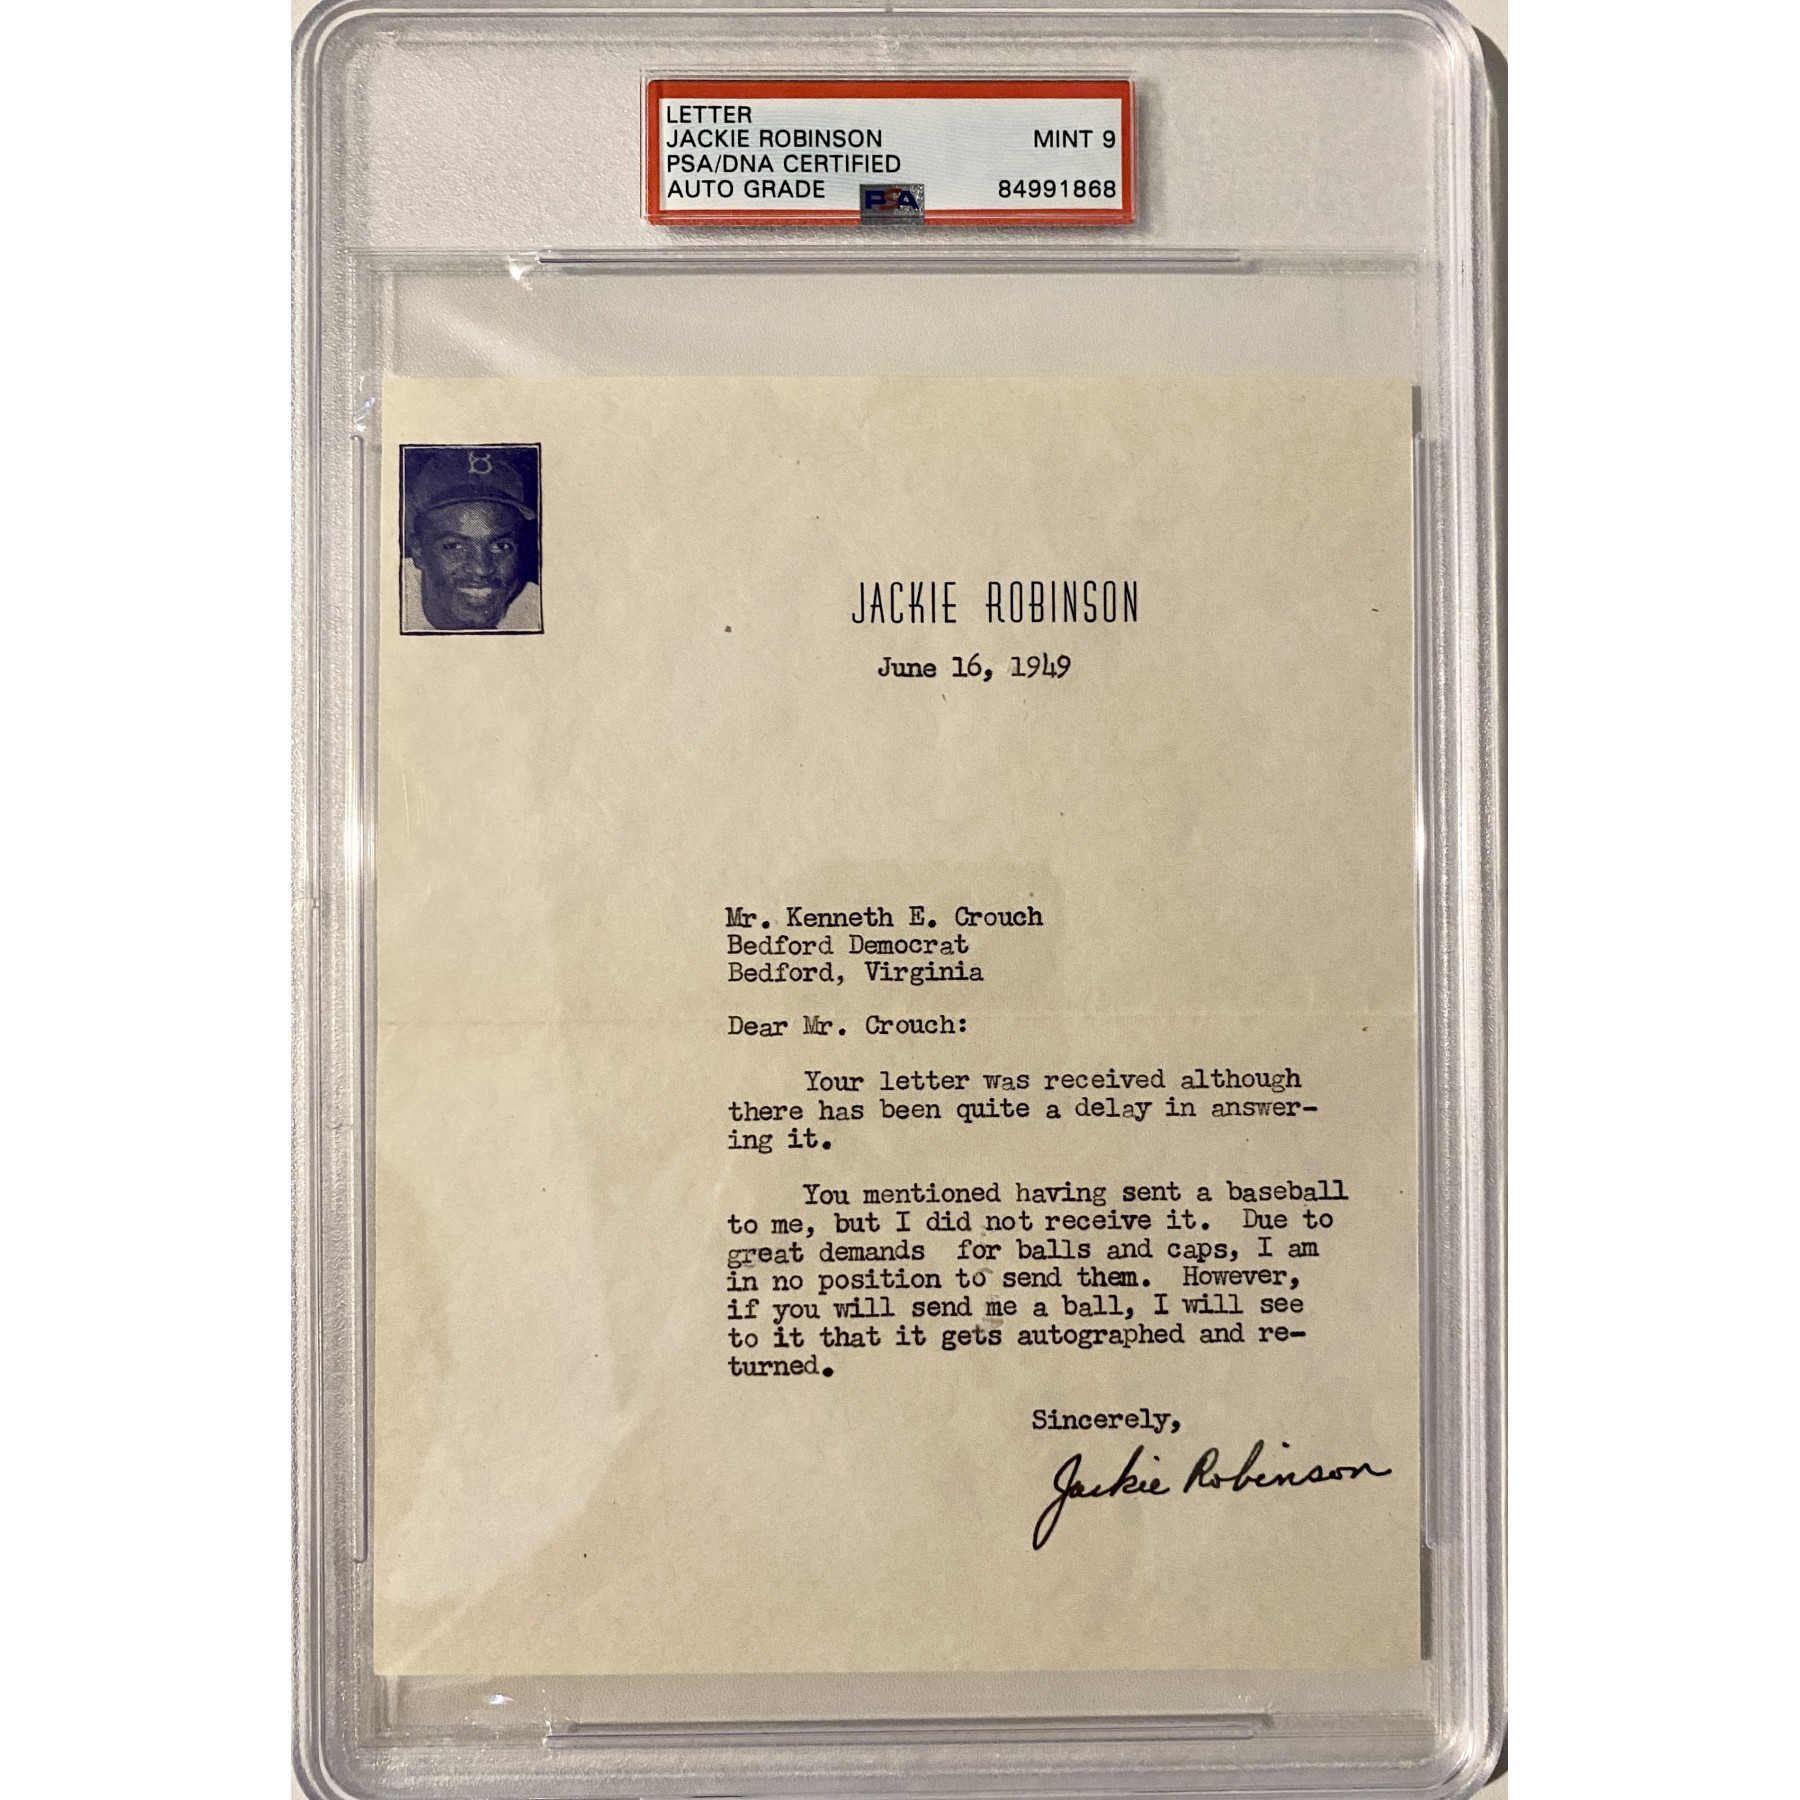 LETTER
JACKIE ROBINSON MINT 9
PSA/DNA CERTIFIED
AUTO GRADE PSA 84991868
B
JACKIE ROBINSON
June 16, 1949
Mr. Kenneth E. Crouch
Bedford Democrat
Bedford, Virginia
Dear Mr. Crouch:
Your letter was received although
there has been quite a delay in answer-
ing it.
You mentioned having sent a baseball
to me, but I did not receive it. Due to
great demands for balls and caps, I am
in no position to send them. However,
if you will send me a ball, I will see
to it that it gets autographed and re-
turned.
Sincerely,
Jackie Robinson